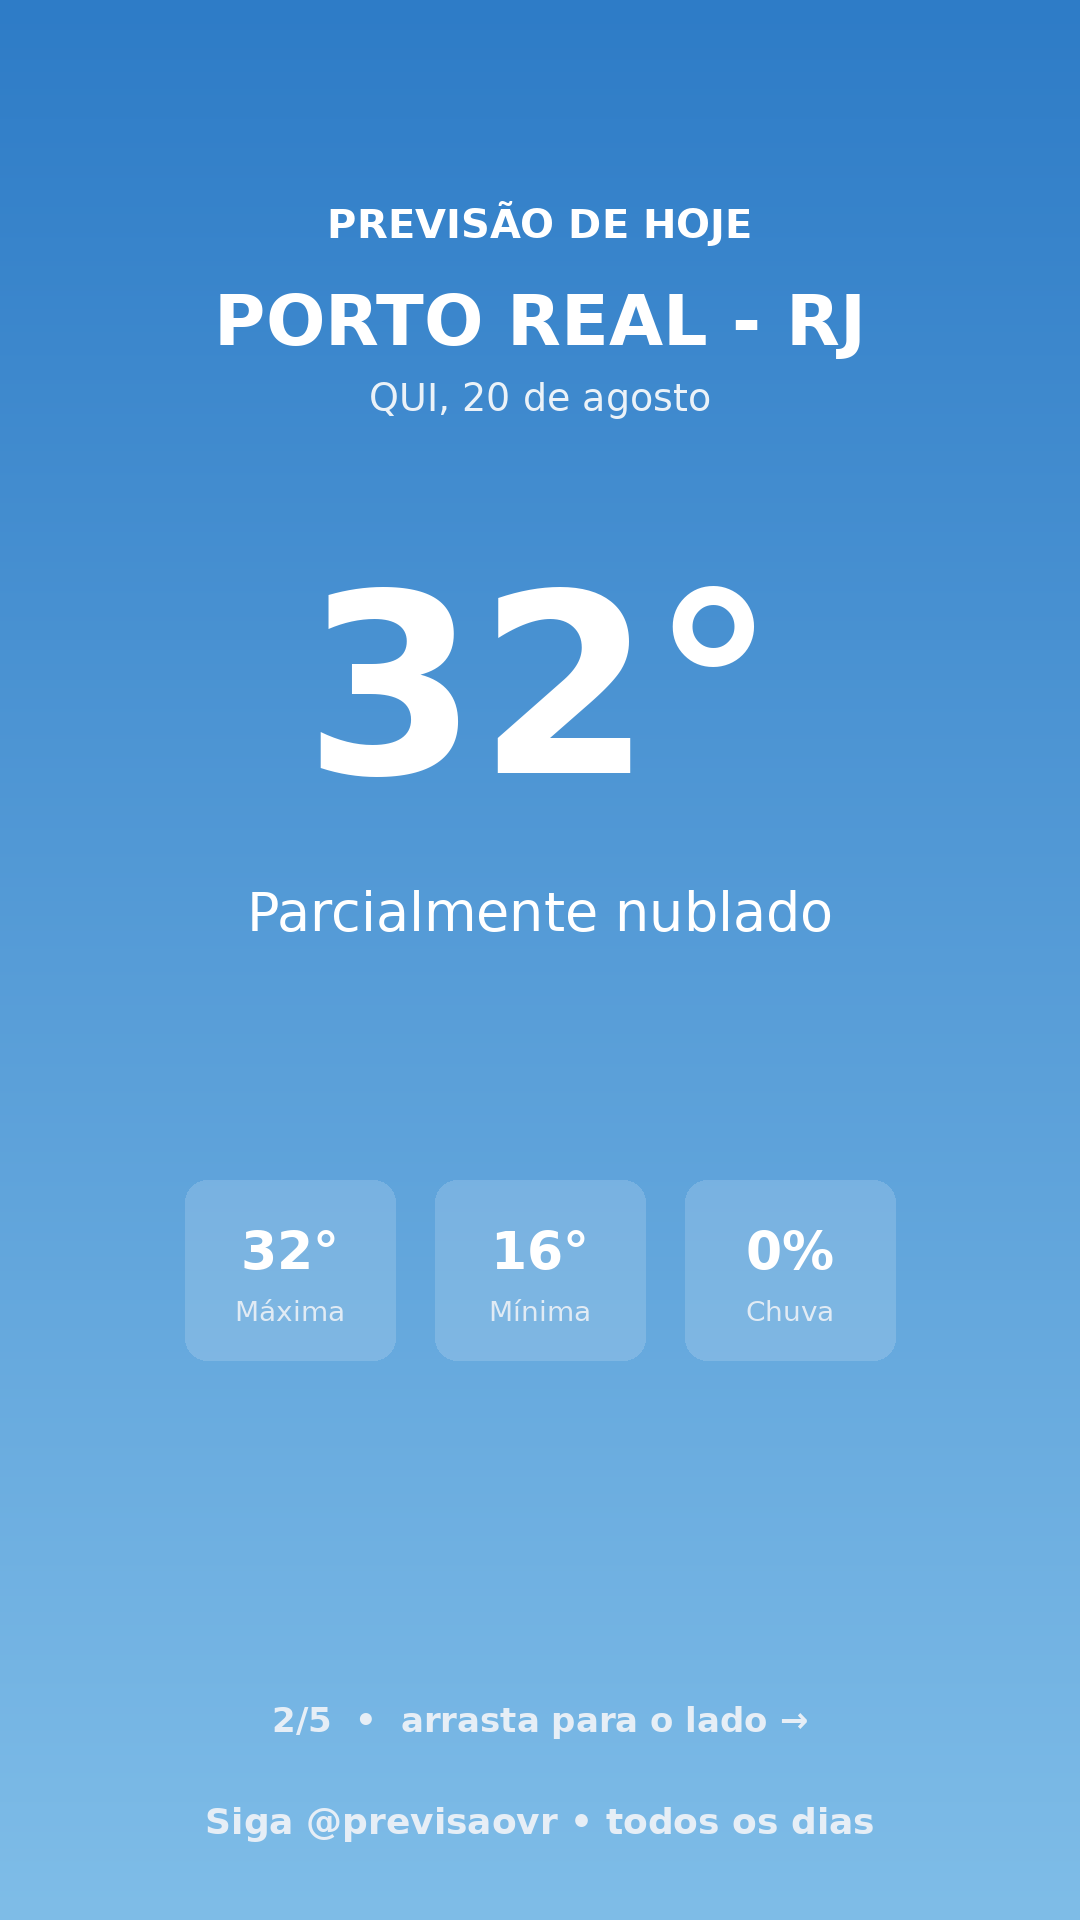 PREVISÃO DE HOJE
PORTO REAL - RJ
QUI, 20 de agosto
32°
Parcialmente nublado
32° 16° 0%
Máxima Mínima Chuva
2/5 • arrasta para o lado →
Siga @previsaovr • todos os dias